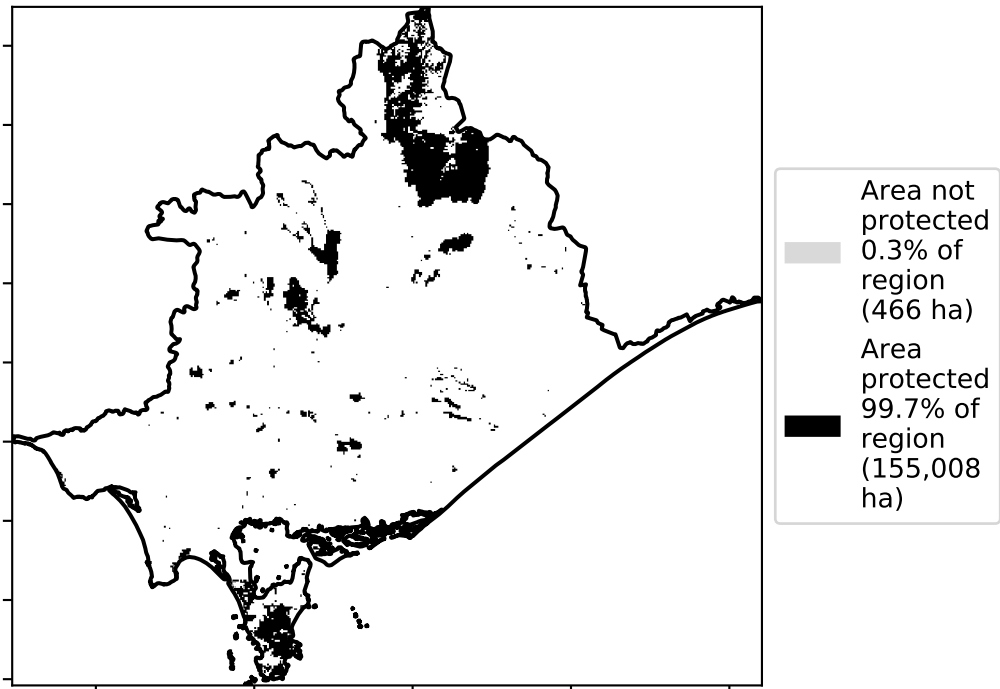 Area not
protected
0.3% of
region
(466 ha)
Area
protected
99.7% of
region
(155,008
ha)